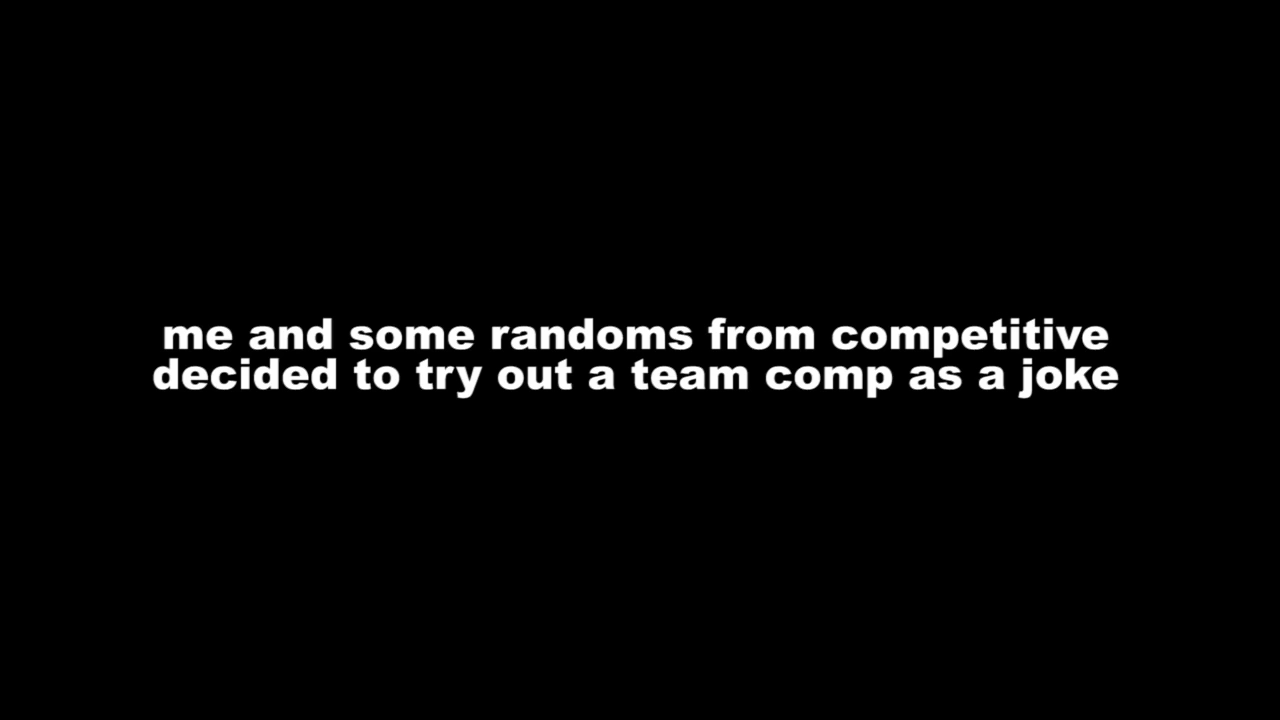 me and some randoms from competitive
decided to try out a team comp as a joke